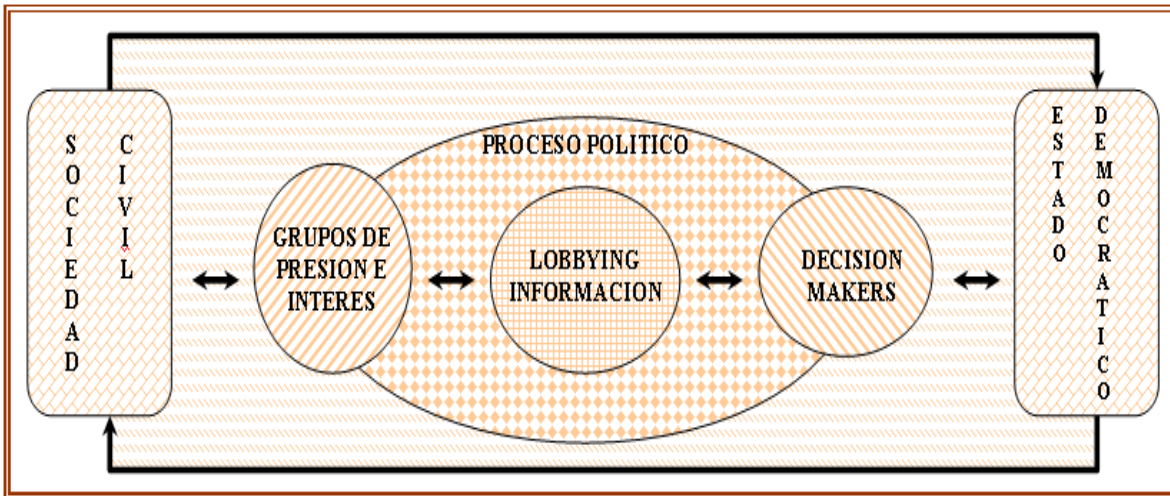 SOCIEDAD
CIVIL
PROCESO POLITICO
GRUPOS DE
PRESION E
INTERES
LOBBYING
INFORMACION
DECISION
MAKERS
ESTADO
DEMOCRATICO